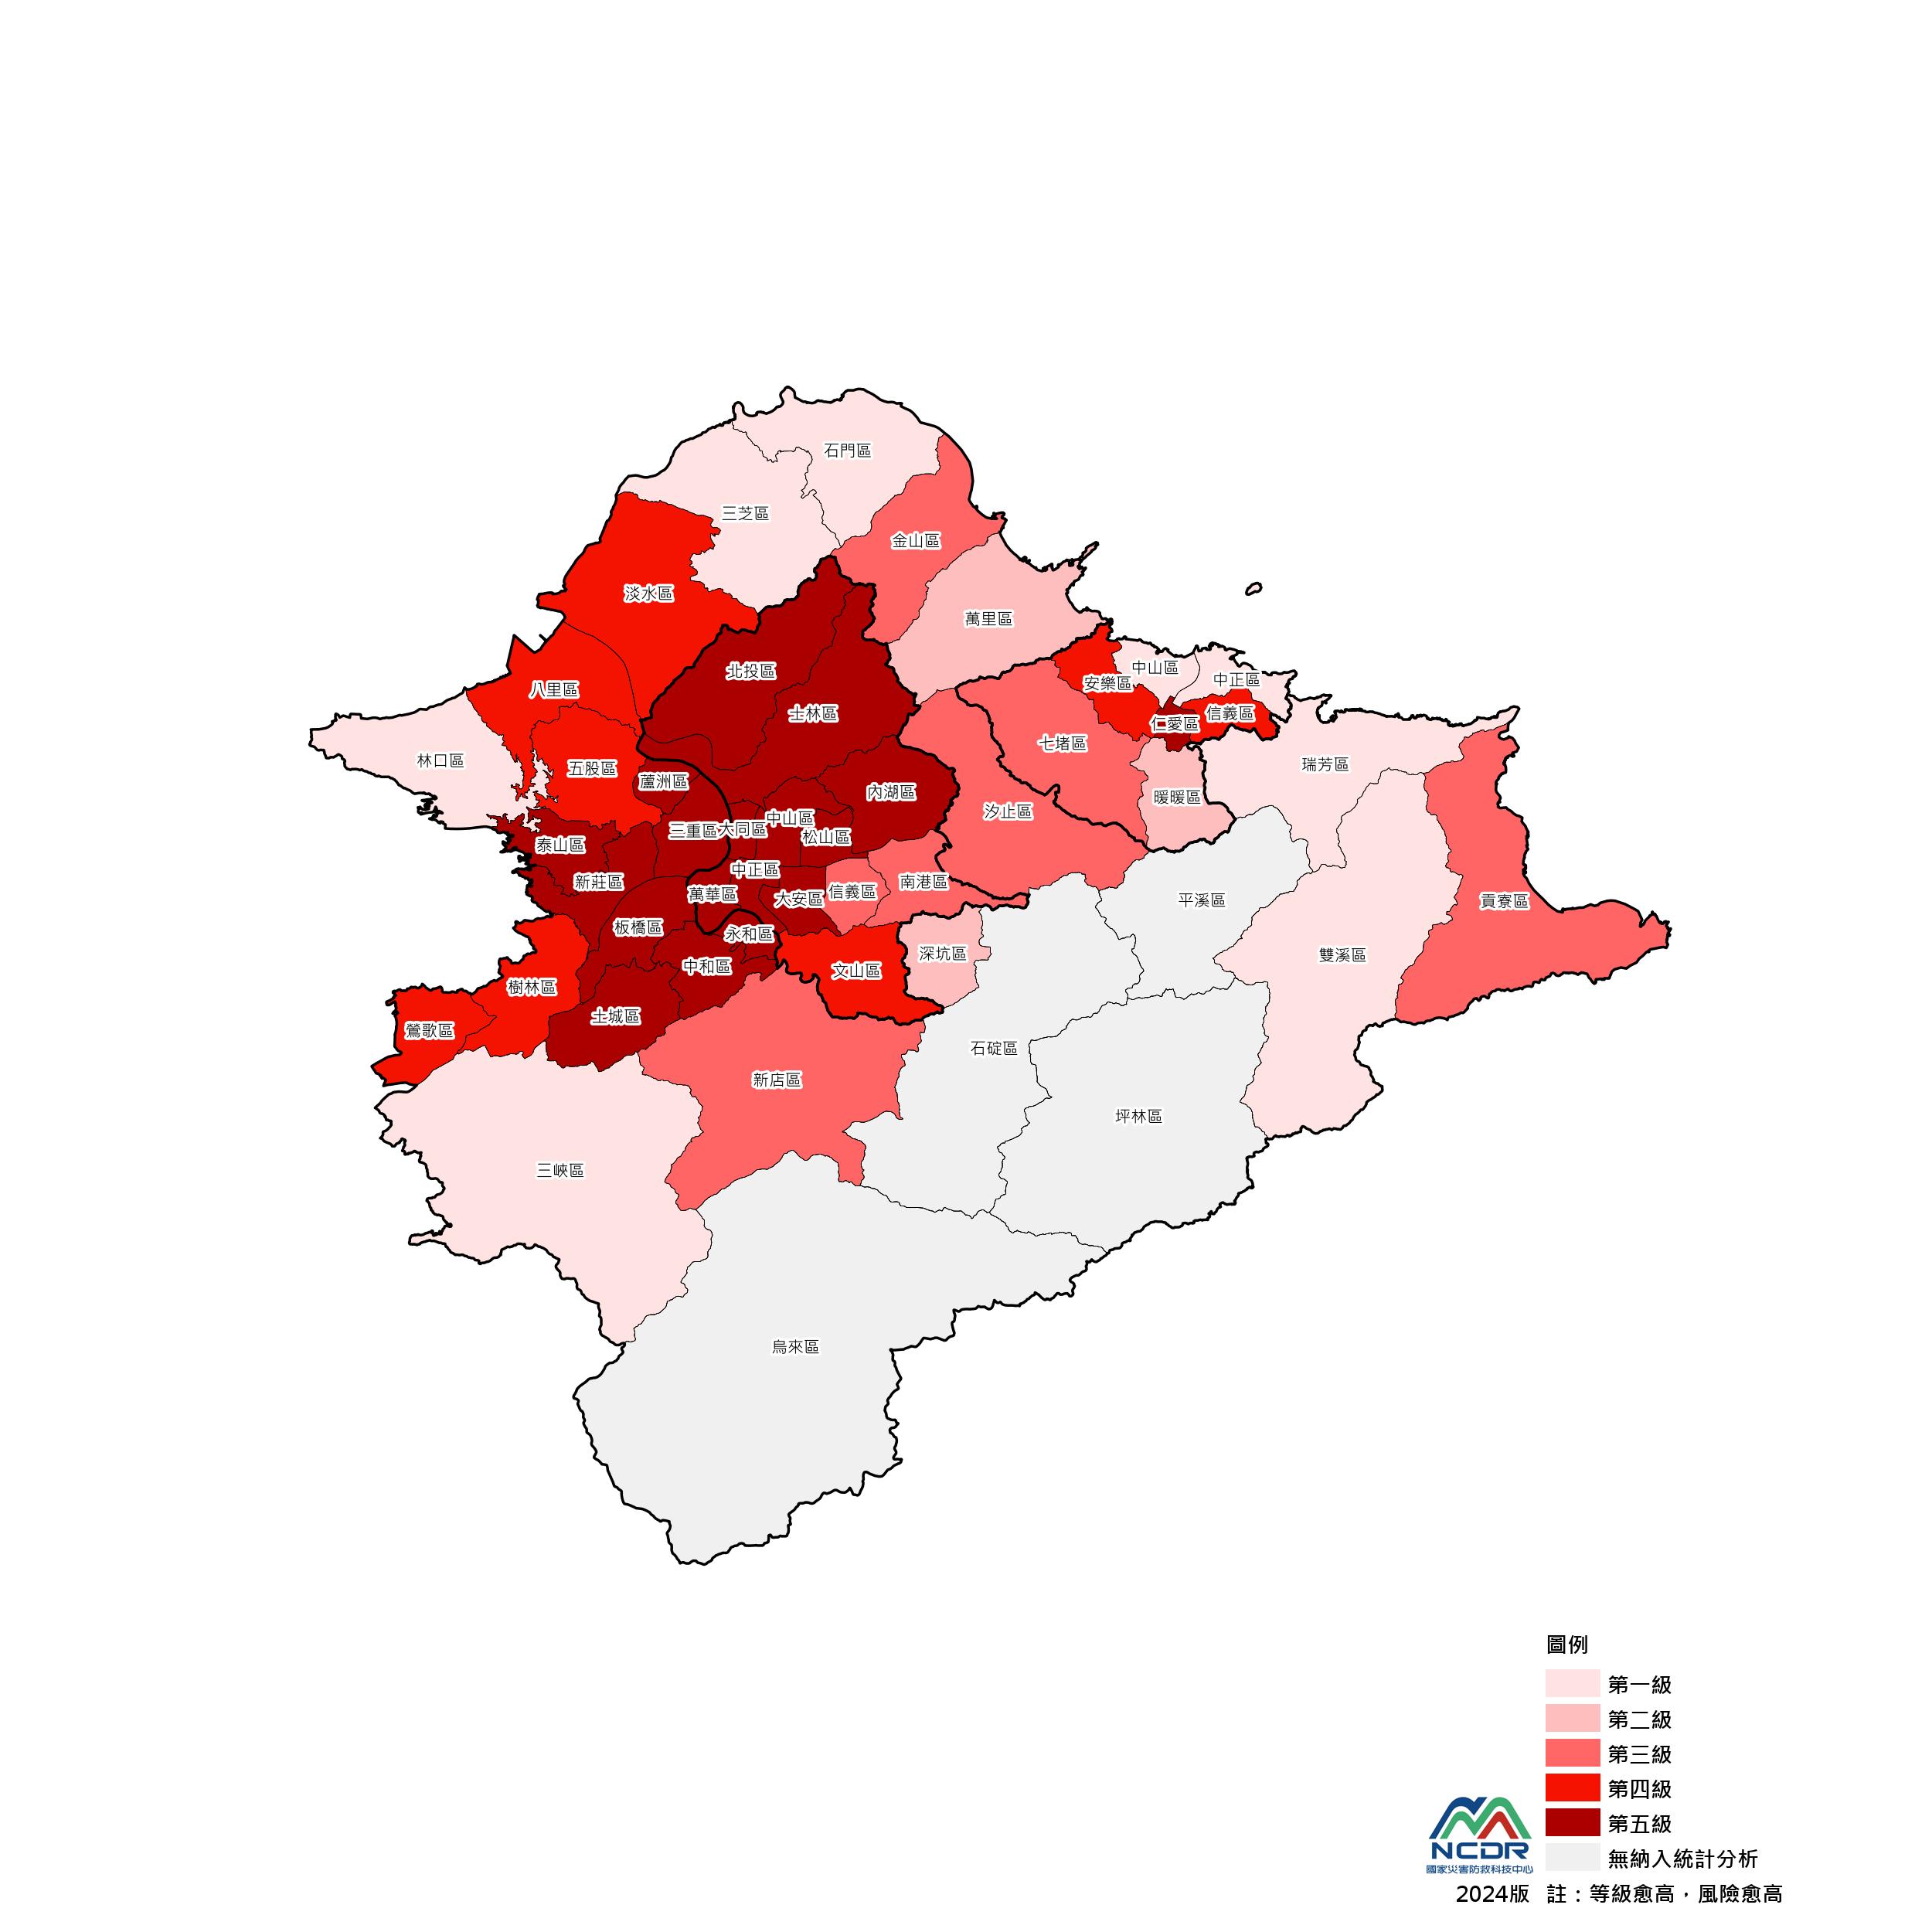 石門區
三芝區
金山區
淡水區
萬里區
中山區
北投區
中正區
安樂區
八里區
士林區
信義區
仁愛區
七堵區
林口區
五股區
瑞芳區
蘆洲區
內湖區
暖暖區
汐止區
中山區
三重區
大同區
松山區
泰山區
中正區
新莊區
南港區
信義區
萬華區
大安區
平溪區
貢寮區
板橋區
永和區
深坑區
雙溪區
中和區
文山區
樹林區
土城區
鶯歌區
石碇區
新店區
坪林區
三峽區
烏來區
圖例
第一級
第二級
第三級
第四級
第五級
無納入統計分析
NCDR
國家災害防救科技中心
2024版 註：等級愈高，風險愈高